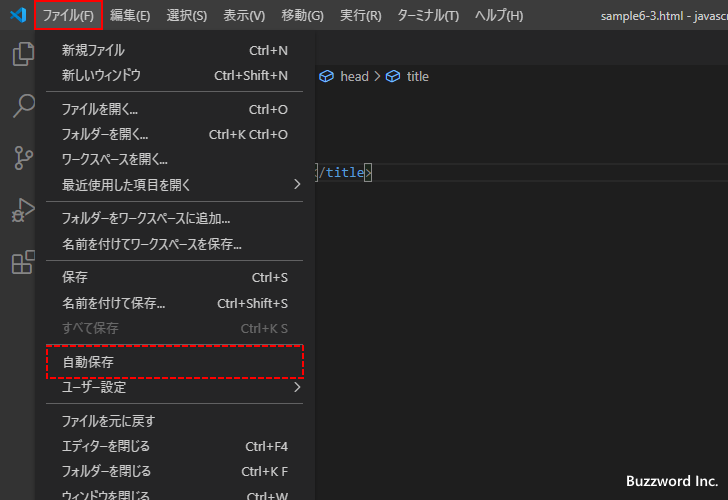 ファイル(F) 編集(E) 選択(S) 表示(V) 移動(G) 実行(R) ターミナル(T) ヘルプ(H) sample6-3.html - javasc
head > title
/title>
新規ファイル Ctrl+N
新しいウィンドウ Ctrl+Shift+N
ファイルを開く... Ctrl+O
フォルダーを開く... Ctrl+K Ctrl+O
ワークスペースを開く...
最近使用した項目を開く >
フォルダーをワークスペースに追加...
名前を付けてワークスペースを保存...
保存 Ctrl+S
名前を付けて保存... Ctrl+Shift+S
すべて保存 Ctrl+K S
自動保存
ユーザー設定 >
ファイルを元に戻す
エディターを閉じる Ctrl+F4
フォルダーを閉じる Ctrl+K F
ウィンドウを閉じる Ctrl+W
Buzzword Inc.